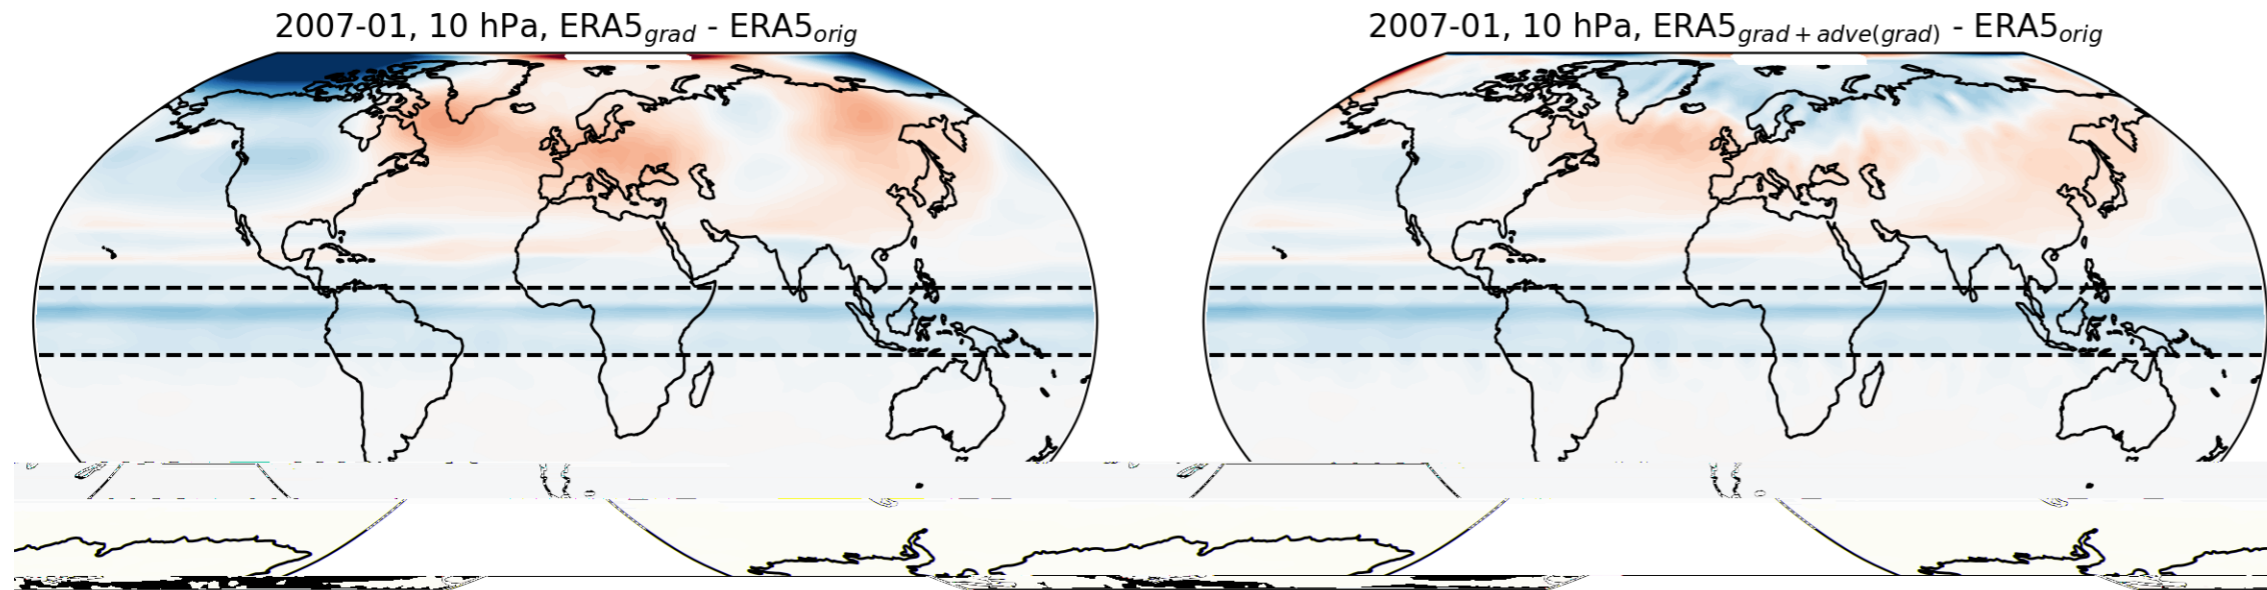 2007-01, 10 hPa, ERA5grad - ERA5orig
2007-01, 10 hPa, ERA5grad + adve(grad) - ERA5orig